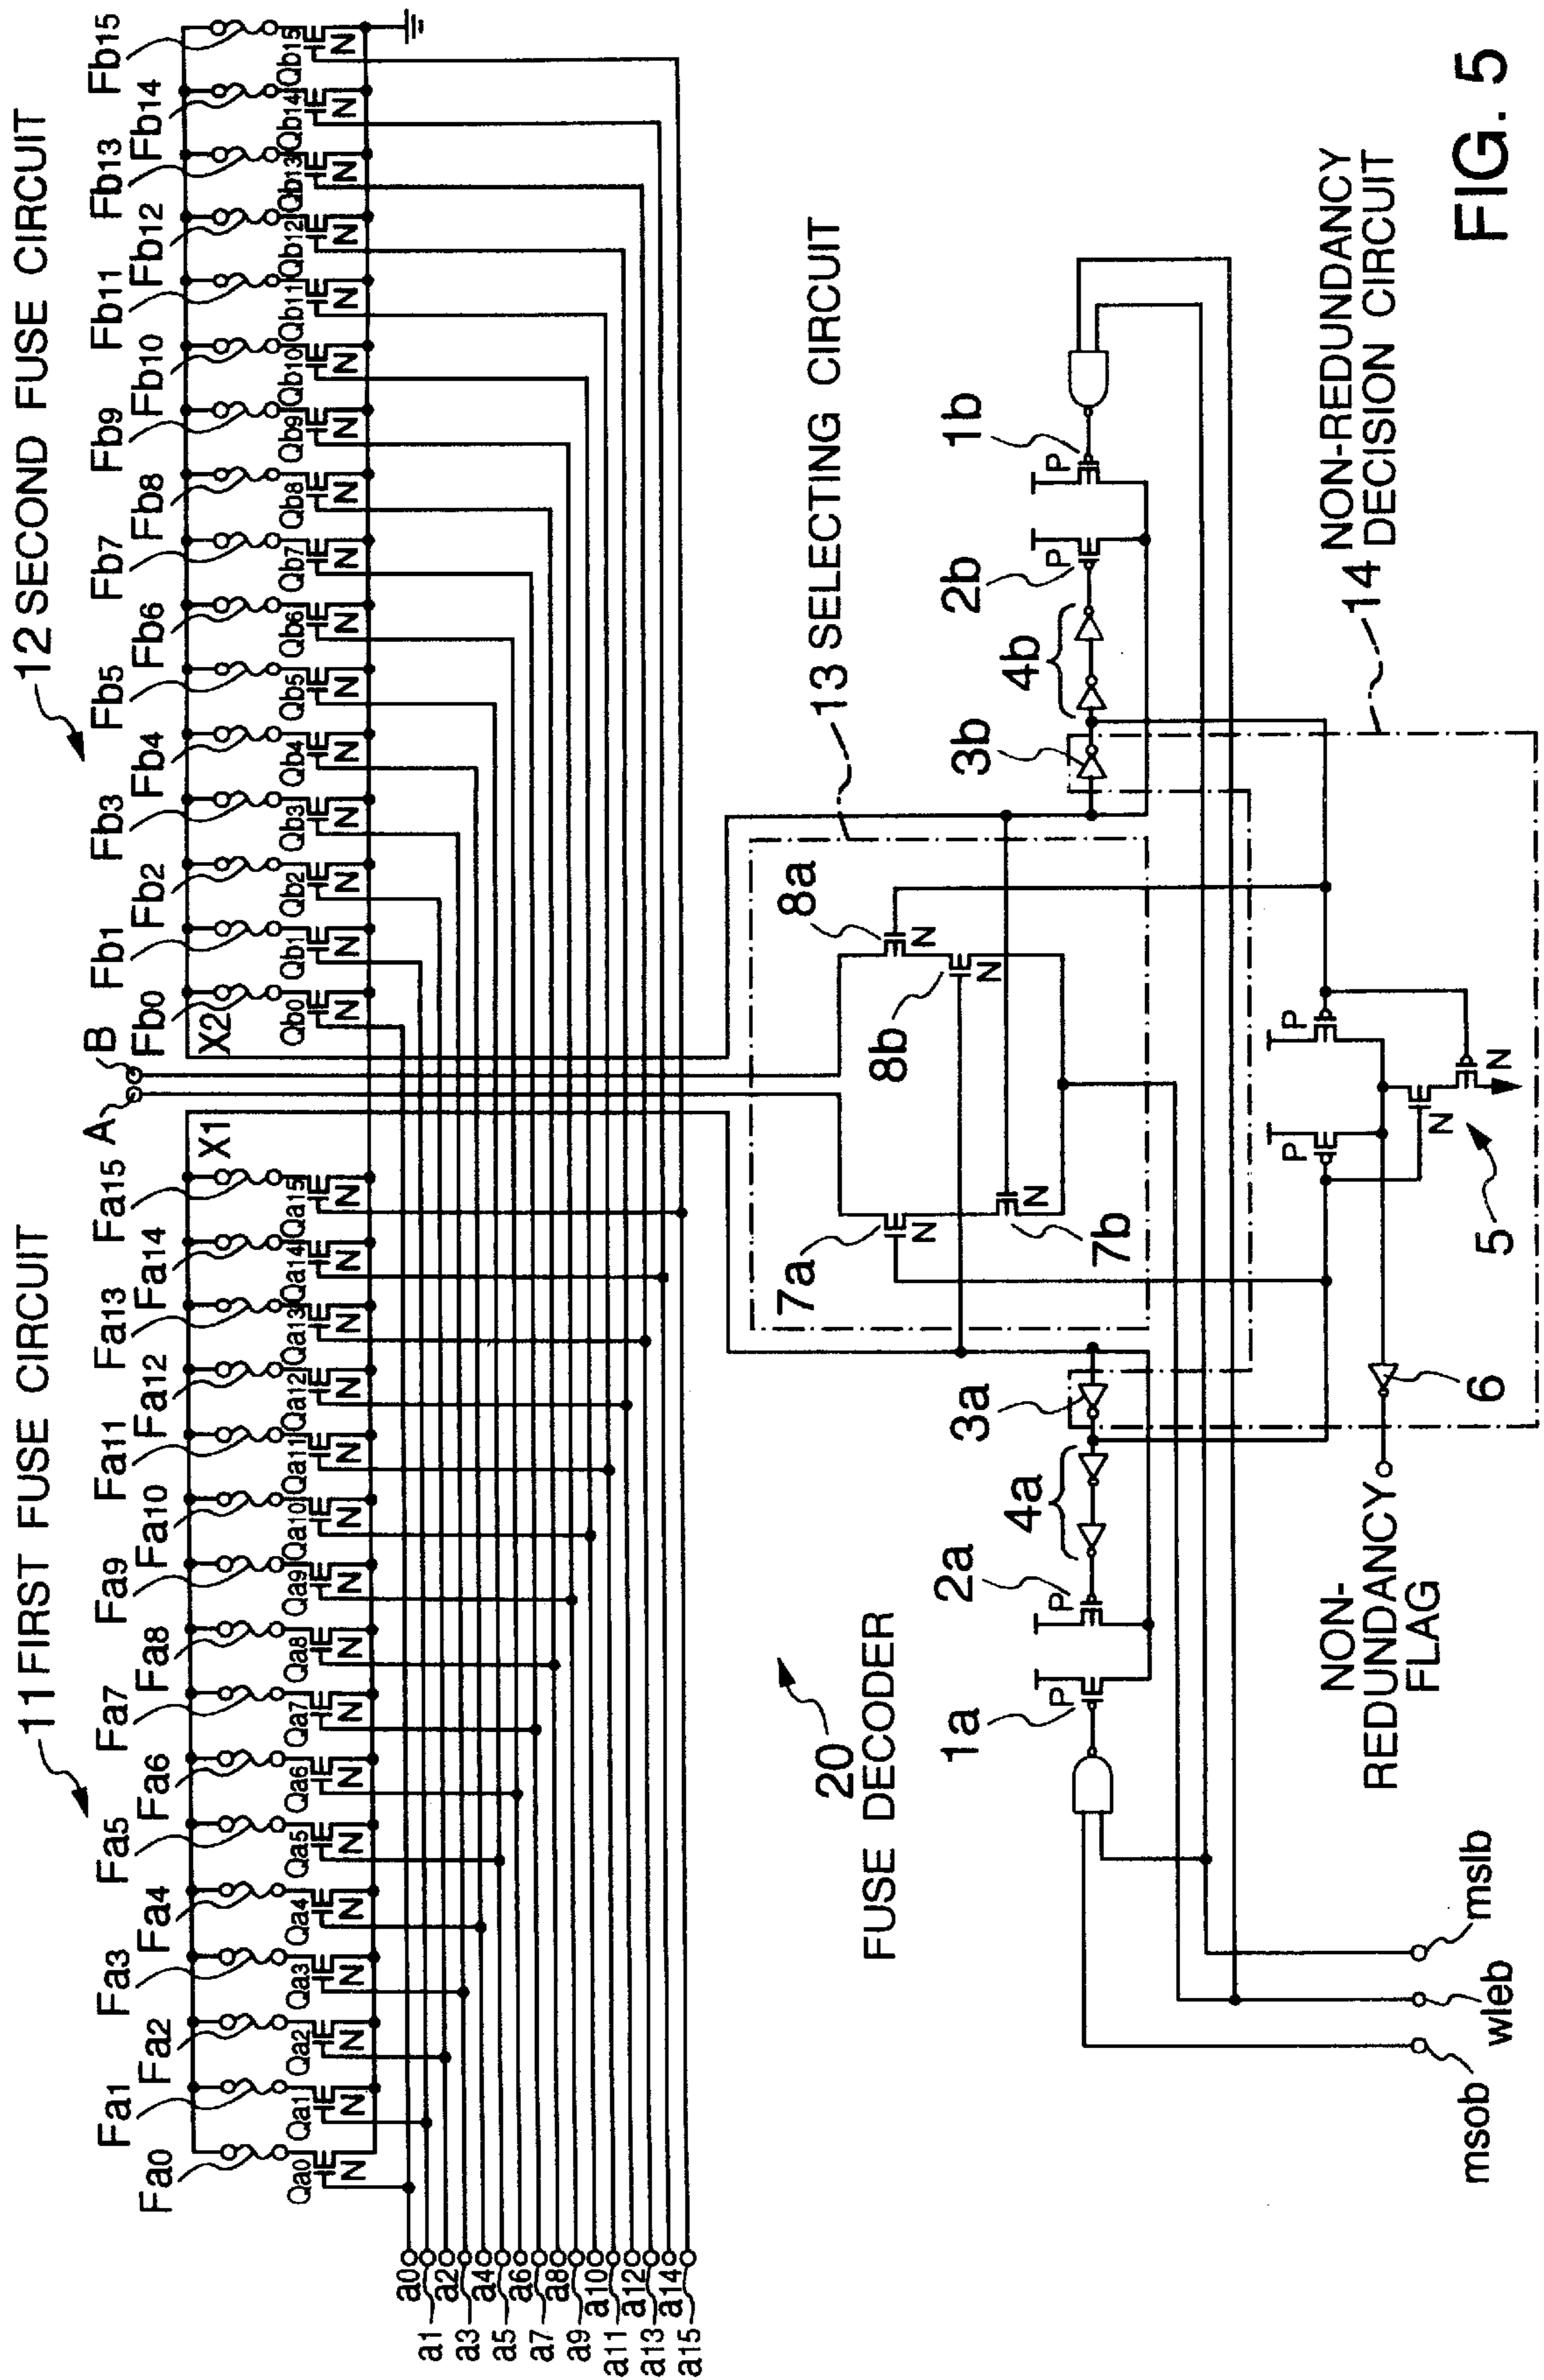 11 FIRST FUSE CIRCUIT
12 SECOND FUSE CIRCUIT
Fa0 Fa1 Fa2 Fa3 Fa4 Fa5 Fa6 Fa7 Fa8 Fa9 Fa10 Fa11 Fa12 Fa13 Fa14 Fa15
A B
Fb0 Fb1 Fb2 Fb3 Fb4 Fb5 Fb6 Fb7 Fb8 Fb9 Fb10 Fb11 Fb12 Fb13 Fb14 Fb15
X1 X2
Qa0 Qa1 Qa2 Qa3 Qa4 Qa5 Qa6 Qa7 Qa8 Qa9 Qa10 Qa11 Qa12 Qa13 Qa14 Qa15
Qb0 Qb1 Qb2 Qb3 Qb4 Qb5 Qb6 Qb7 Qb8 Qb9 Qb10 Qb11 Qb12 Qb13 Qb14 Qb15
N N N N N N N N N N N N N N N N
N N N N N N N N N N N N N N N N
a0
a1
a2
a3
a4
a5
a6
a7
a8
a9
a10
a11
a12
a13
a14
a15
13 SELECTING CIRCUIT
20
FUSE DECODER
7a N
8a N
8b N
7b N
1a P
2a P
4a
3a
3b
4b
2b P
1b P
14 NON-REDUNDANCY
DECISION CIRCUIT
P P
N N
5
6
NON-
REDUNDANCY
FLAG
msob
wleb
mslb
FIG. 5